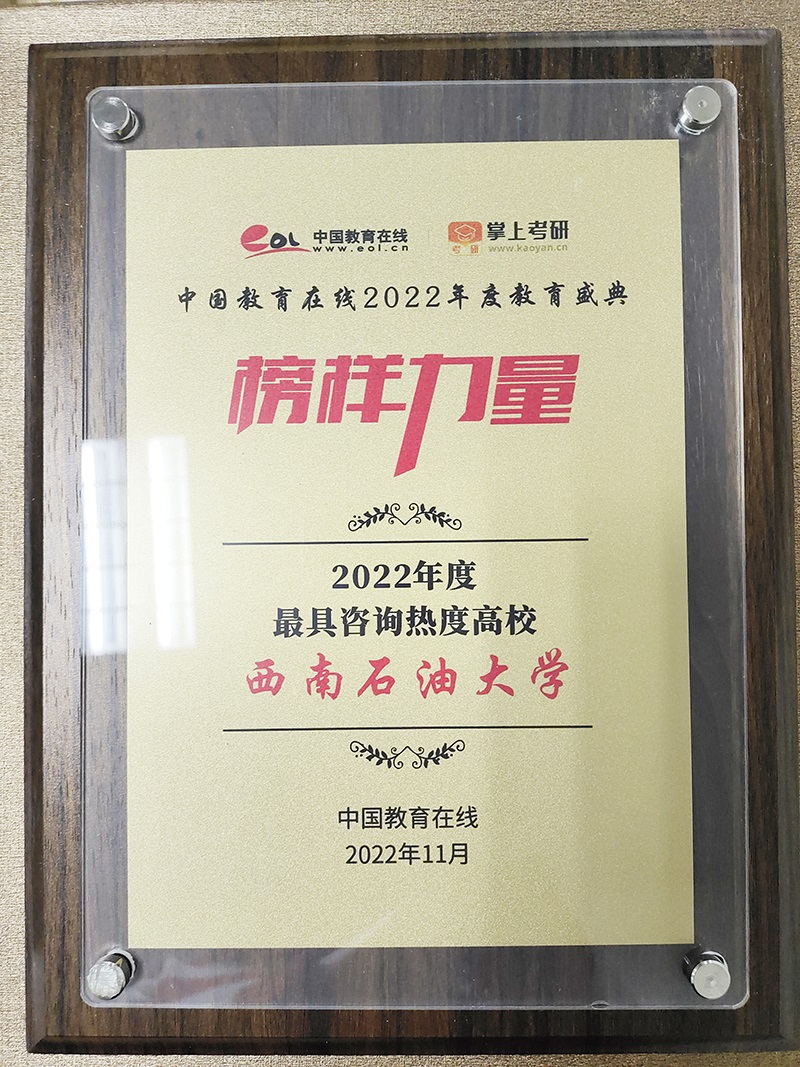 eol 中国教育在线 www.eol.cn
考研 掌上考研 www.kaoyan.cn
中国教育在线2022年度教育盛典
榜样力量
2022年度
最具咨询热度高校
西南石油大学
中国教育在线
2022年11月